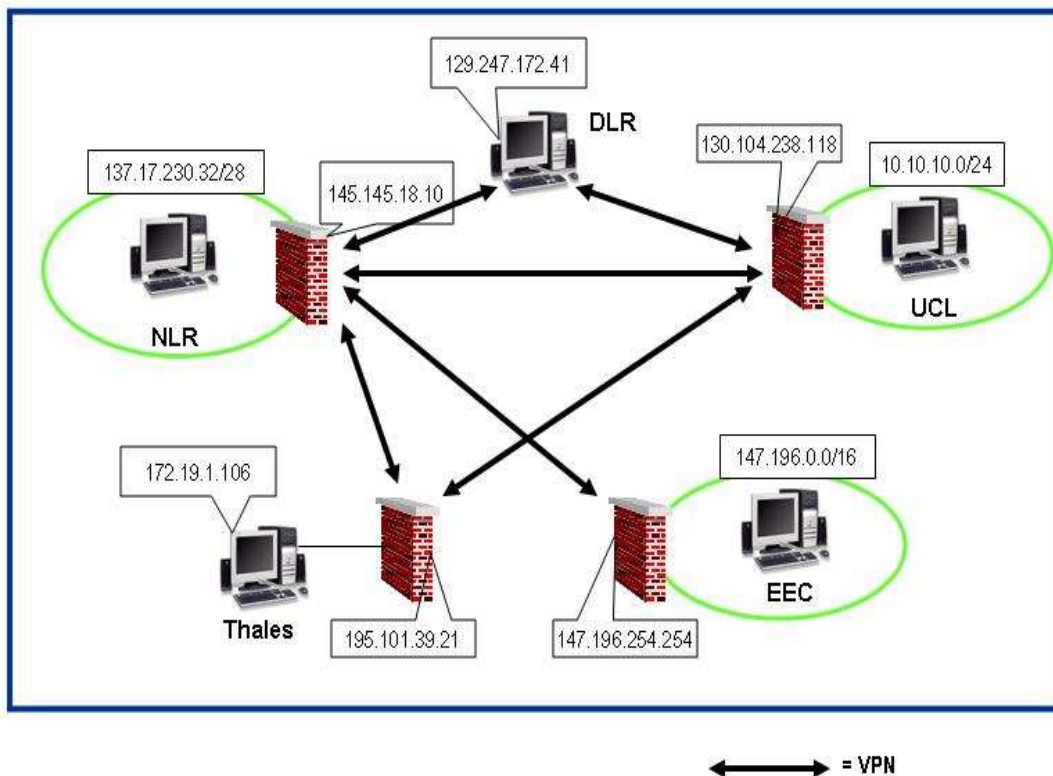 129.247.172.41
DLR
130.104.238.118
137.17.230.32/28
10.10.10.0/24
145.145.18.10
NLR
UCL
172.19.1.106
147.196.0.0/16
Thales
EEC
195.101.39.21
147.196.254.254
= VPN